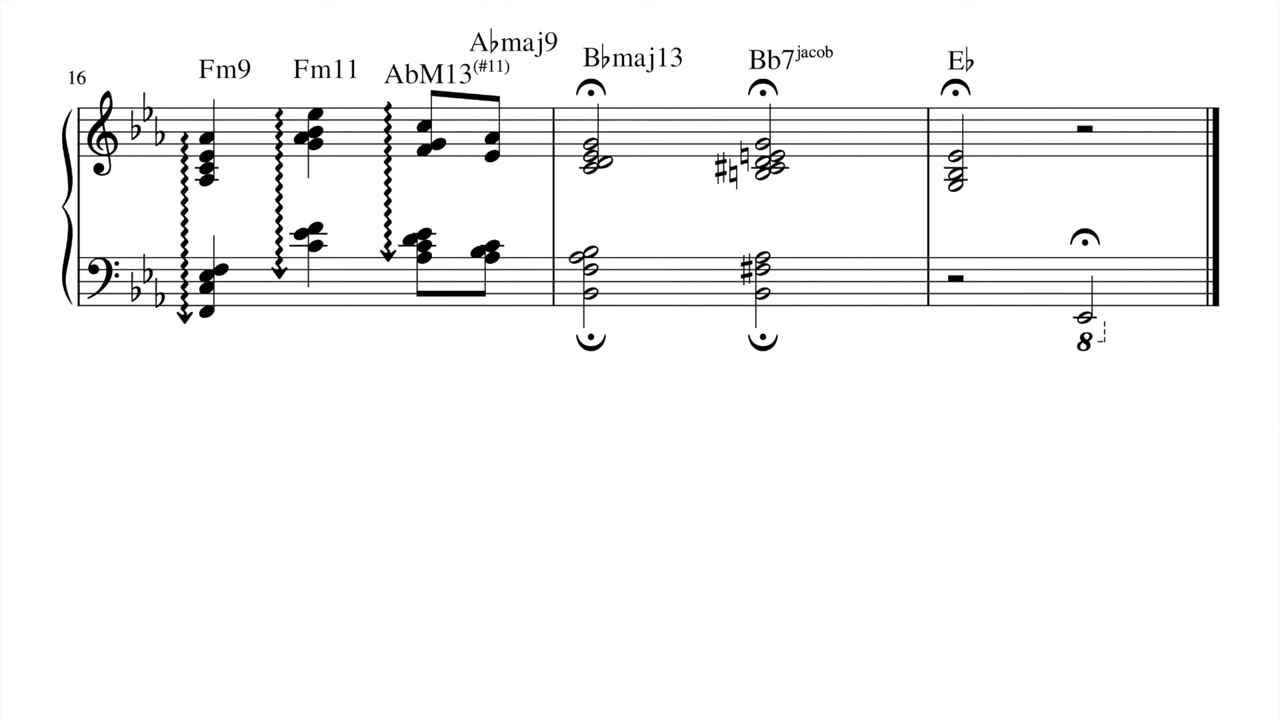 16
Fm9
Fm11
AbM13(#11)
A♭maj9
B♭maj13
Bb7jacob
E♭
8